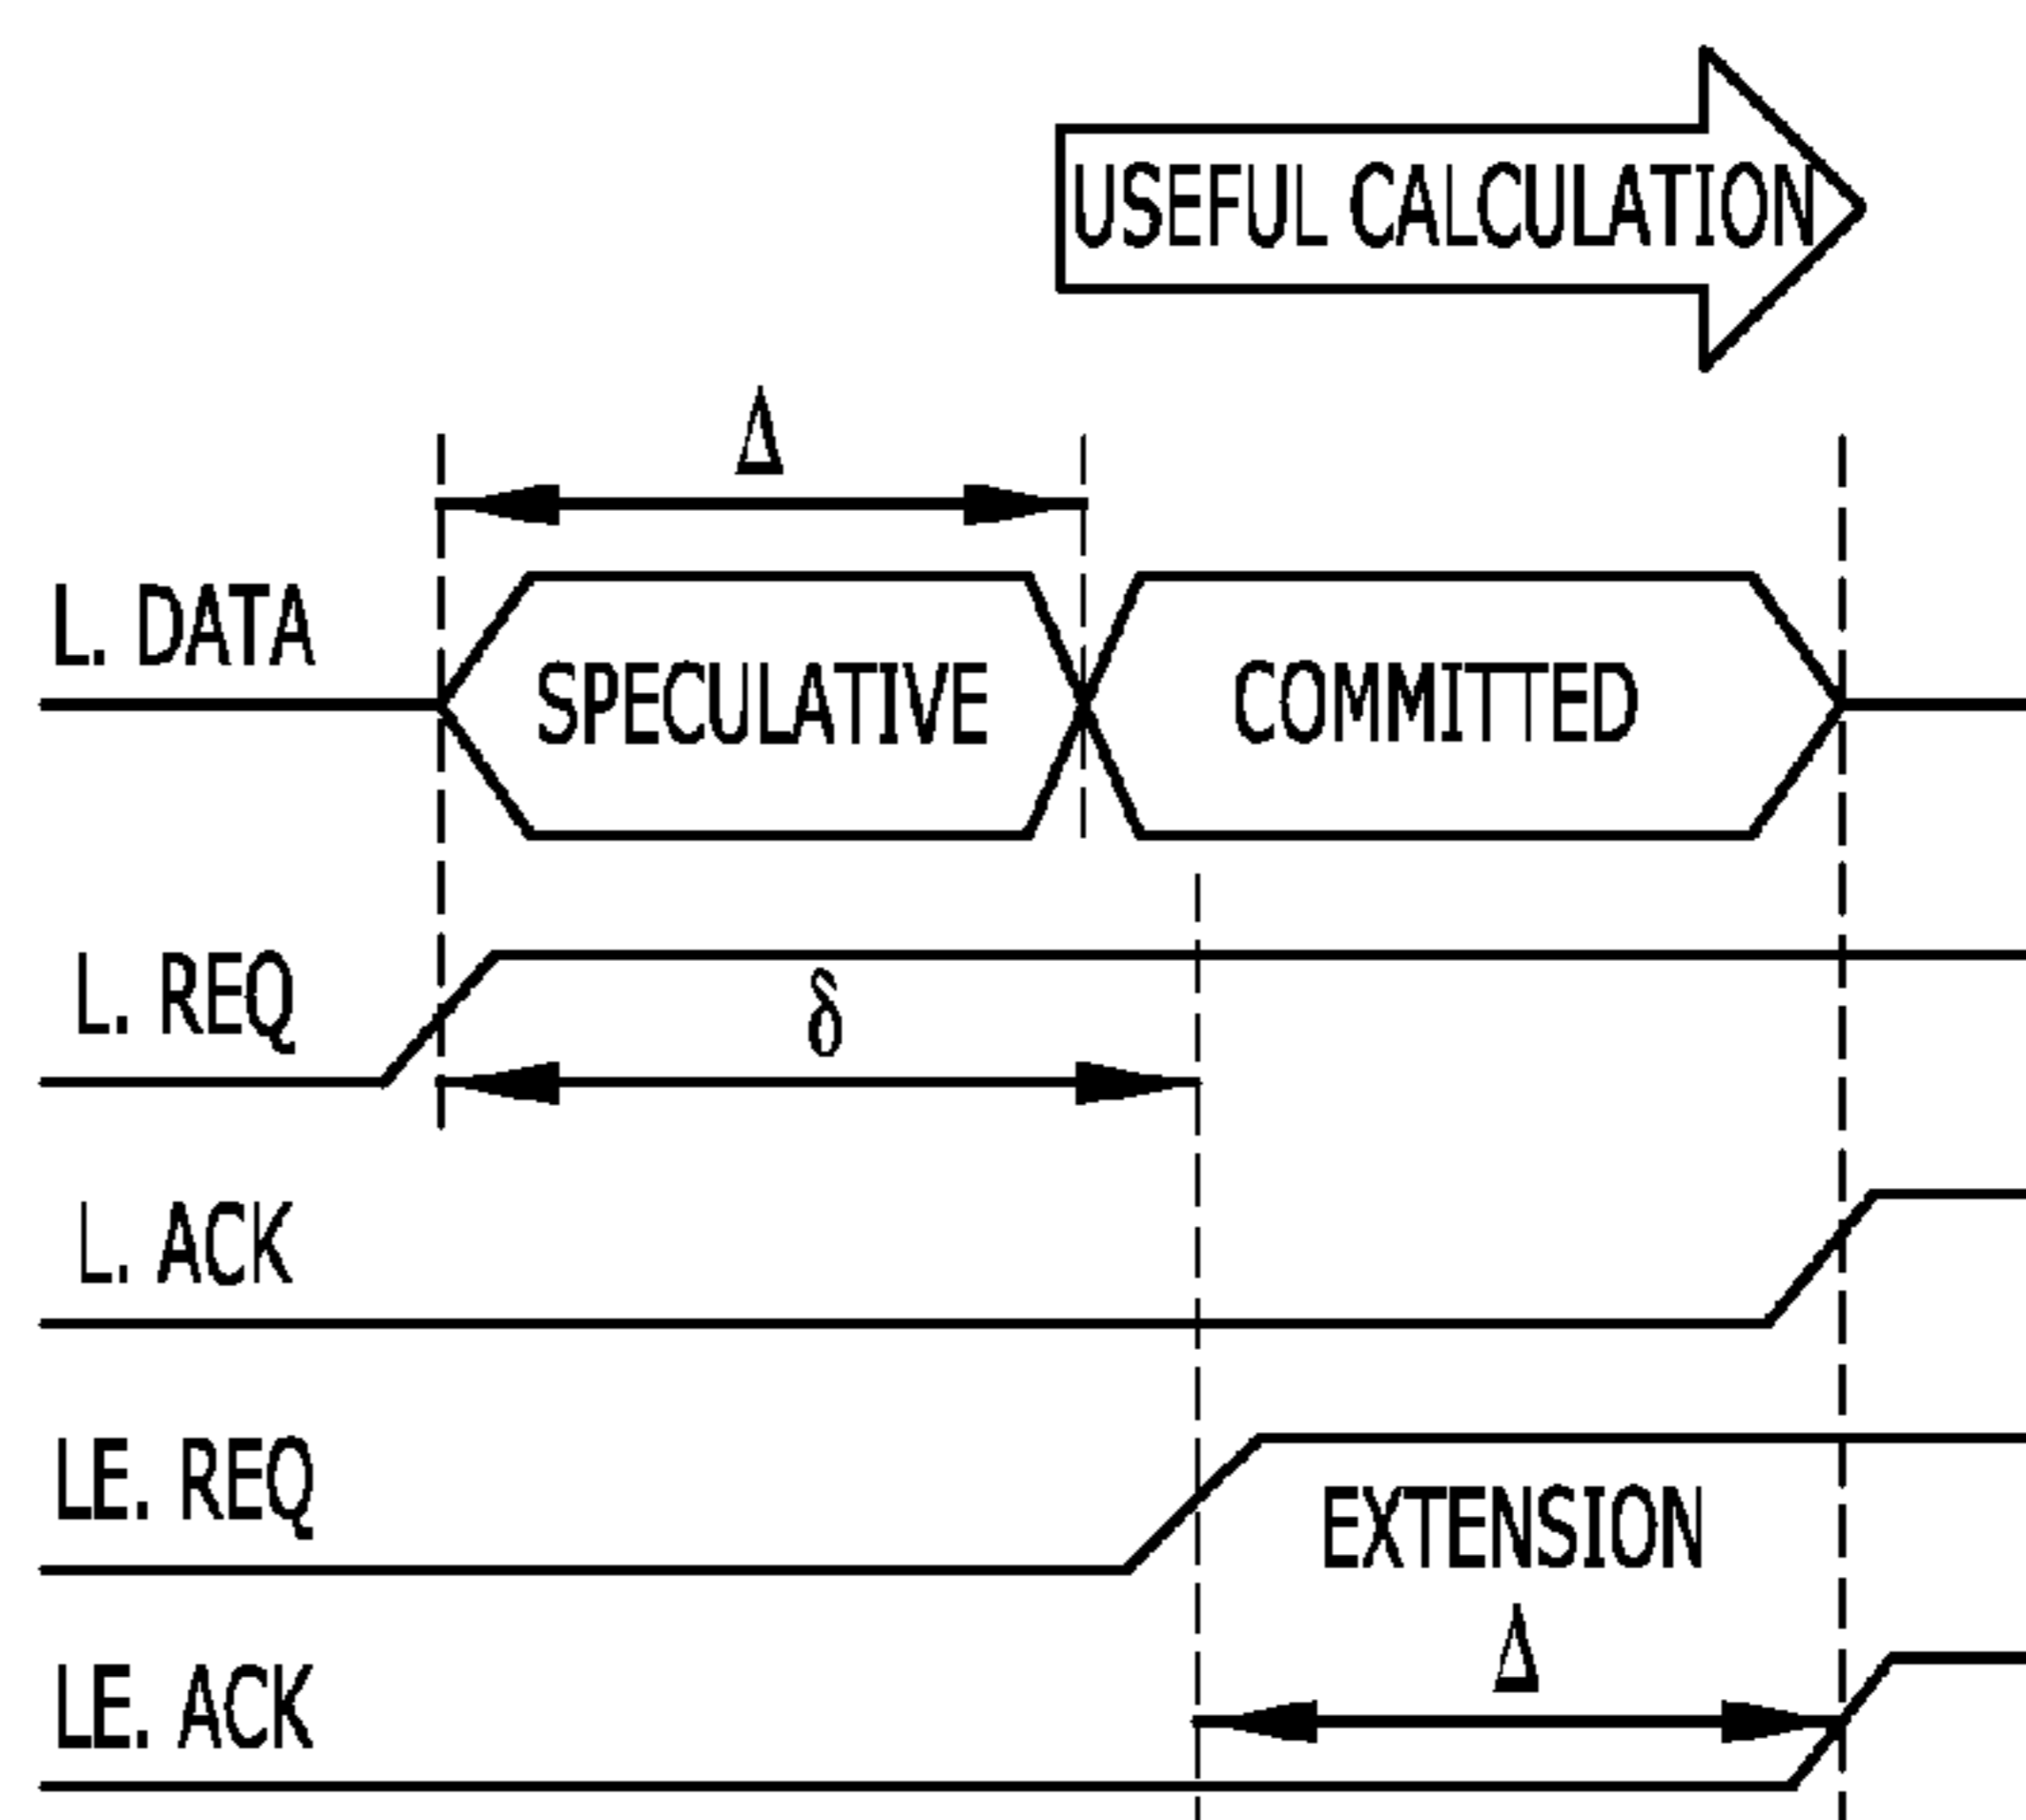 USEFUL CALCULATION
Δ
L. DATA
SPECULATIVE
COMMITTED
L. REQ
δ
L. ACK
LE. REQ
EXTENSION
Δ
LE. ACK